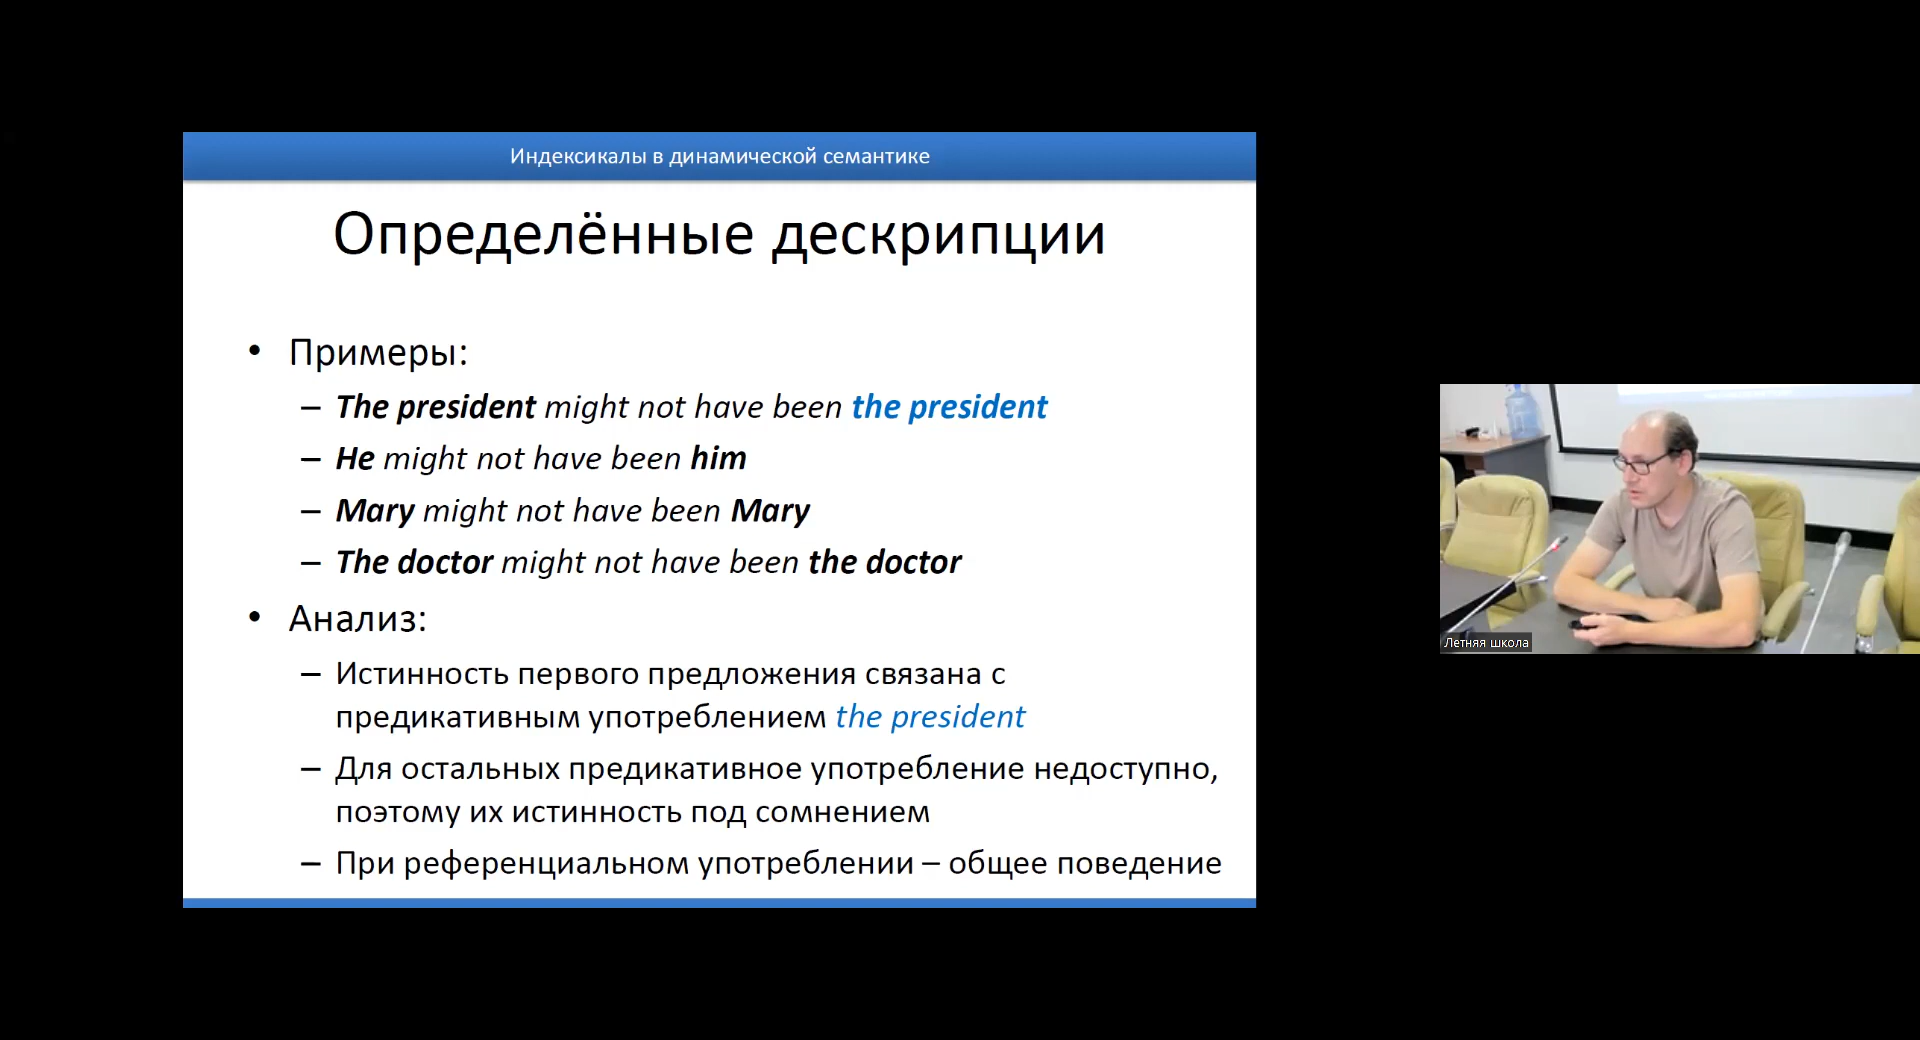 Индексикалы в динамической семантике
Определённые дескрипции
• Примеры:
– The president might not have been the president
– He might not have been him
– Mary might not have been Mary
– The doctor might not have been the doctor
• Анализ:
– Истинность первого предложения связана с
предикативным употреблением the president
– Для остальных предикативное употребление недоступно,
поэтому их истинность под сомнением
– При референциальном употреблении – общее поведение
Летняя школа